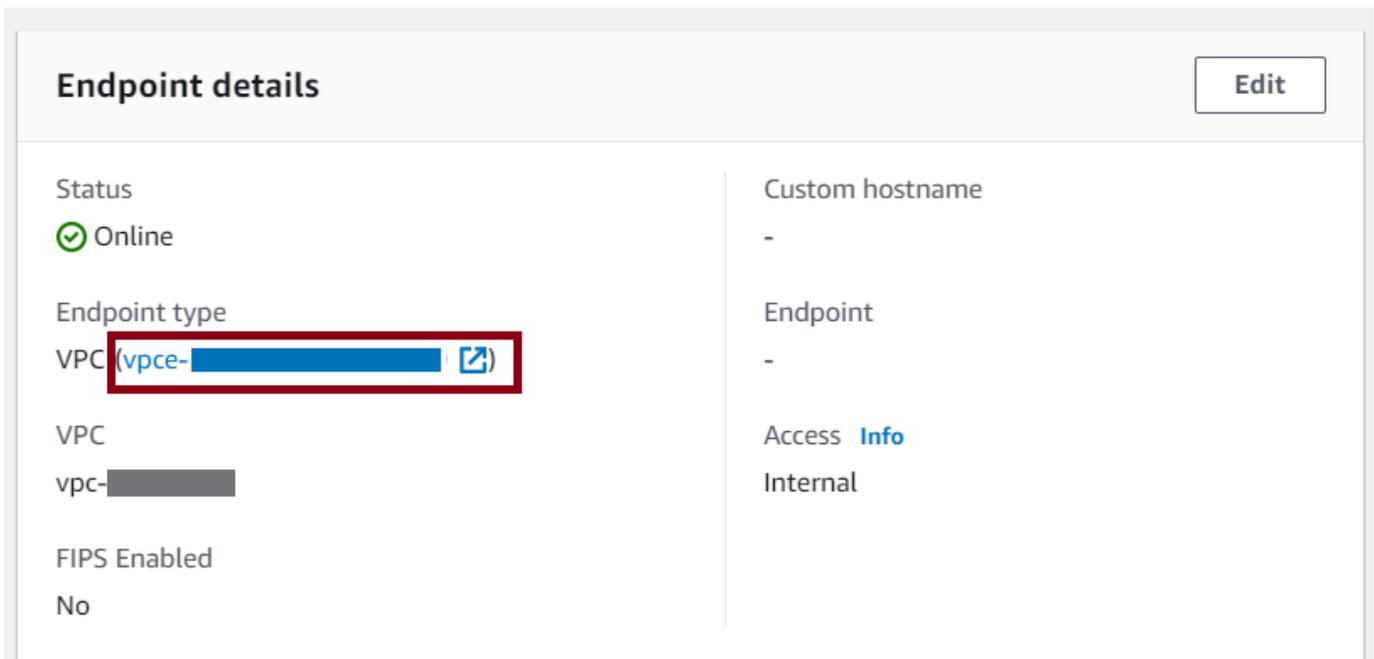 Endpoint details
Edit
Status
Online
Endpoint type
VPC (vpce- )
VPC
vpc-
FIPS Enabled
No
Custom hostname
-
Endpoint
-
Access Info
Internal